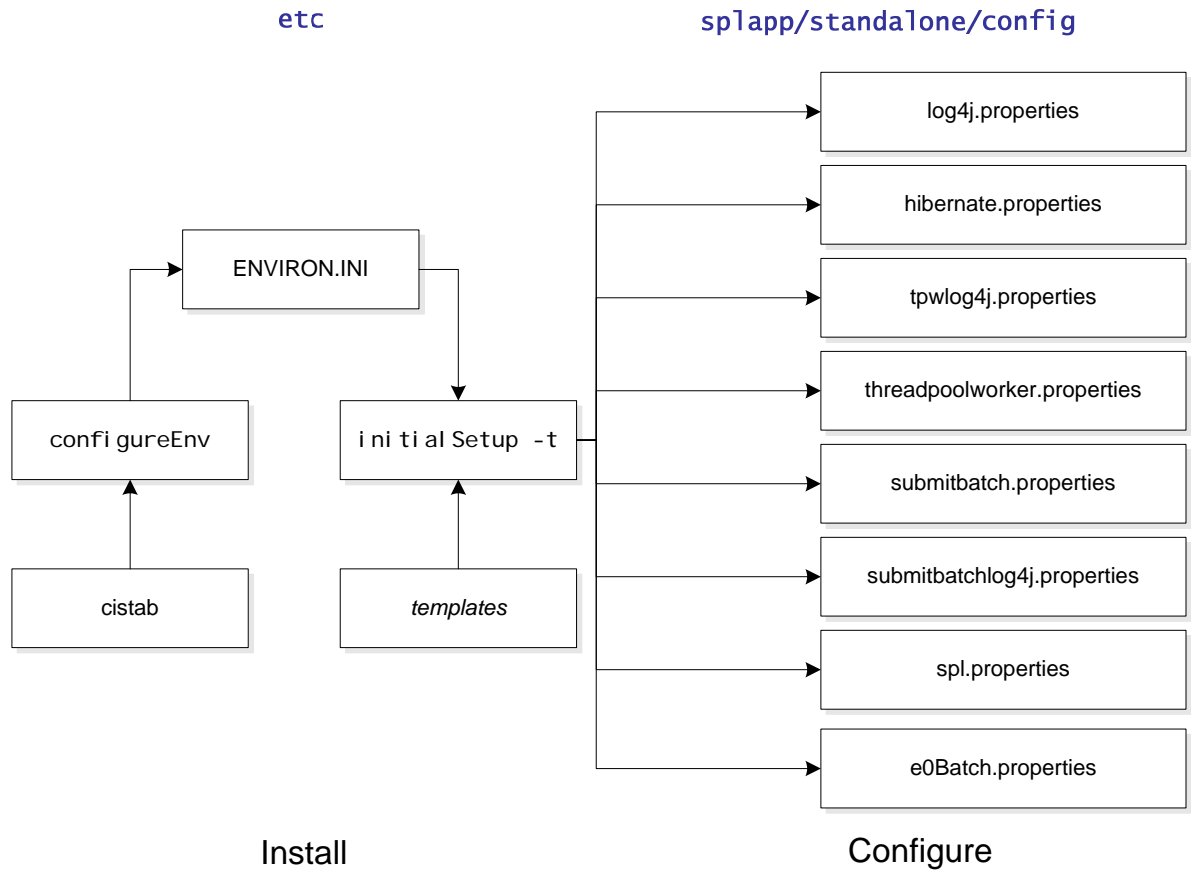 etc
splapp/standalone/config
log4j.properties
hibernate.properties
ENVIRON.INI
tpwlog4j.properties
threadpoolworker.properties
configureEnv
initialSetup -t
submitbatch.properties
submitbatchlog4j.properties
cistab
templates
spl.properties
e0Batch.properties
Install
Configure